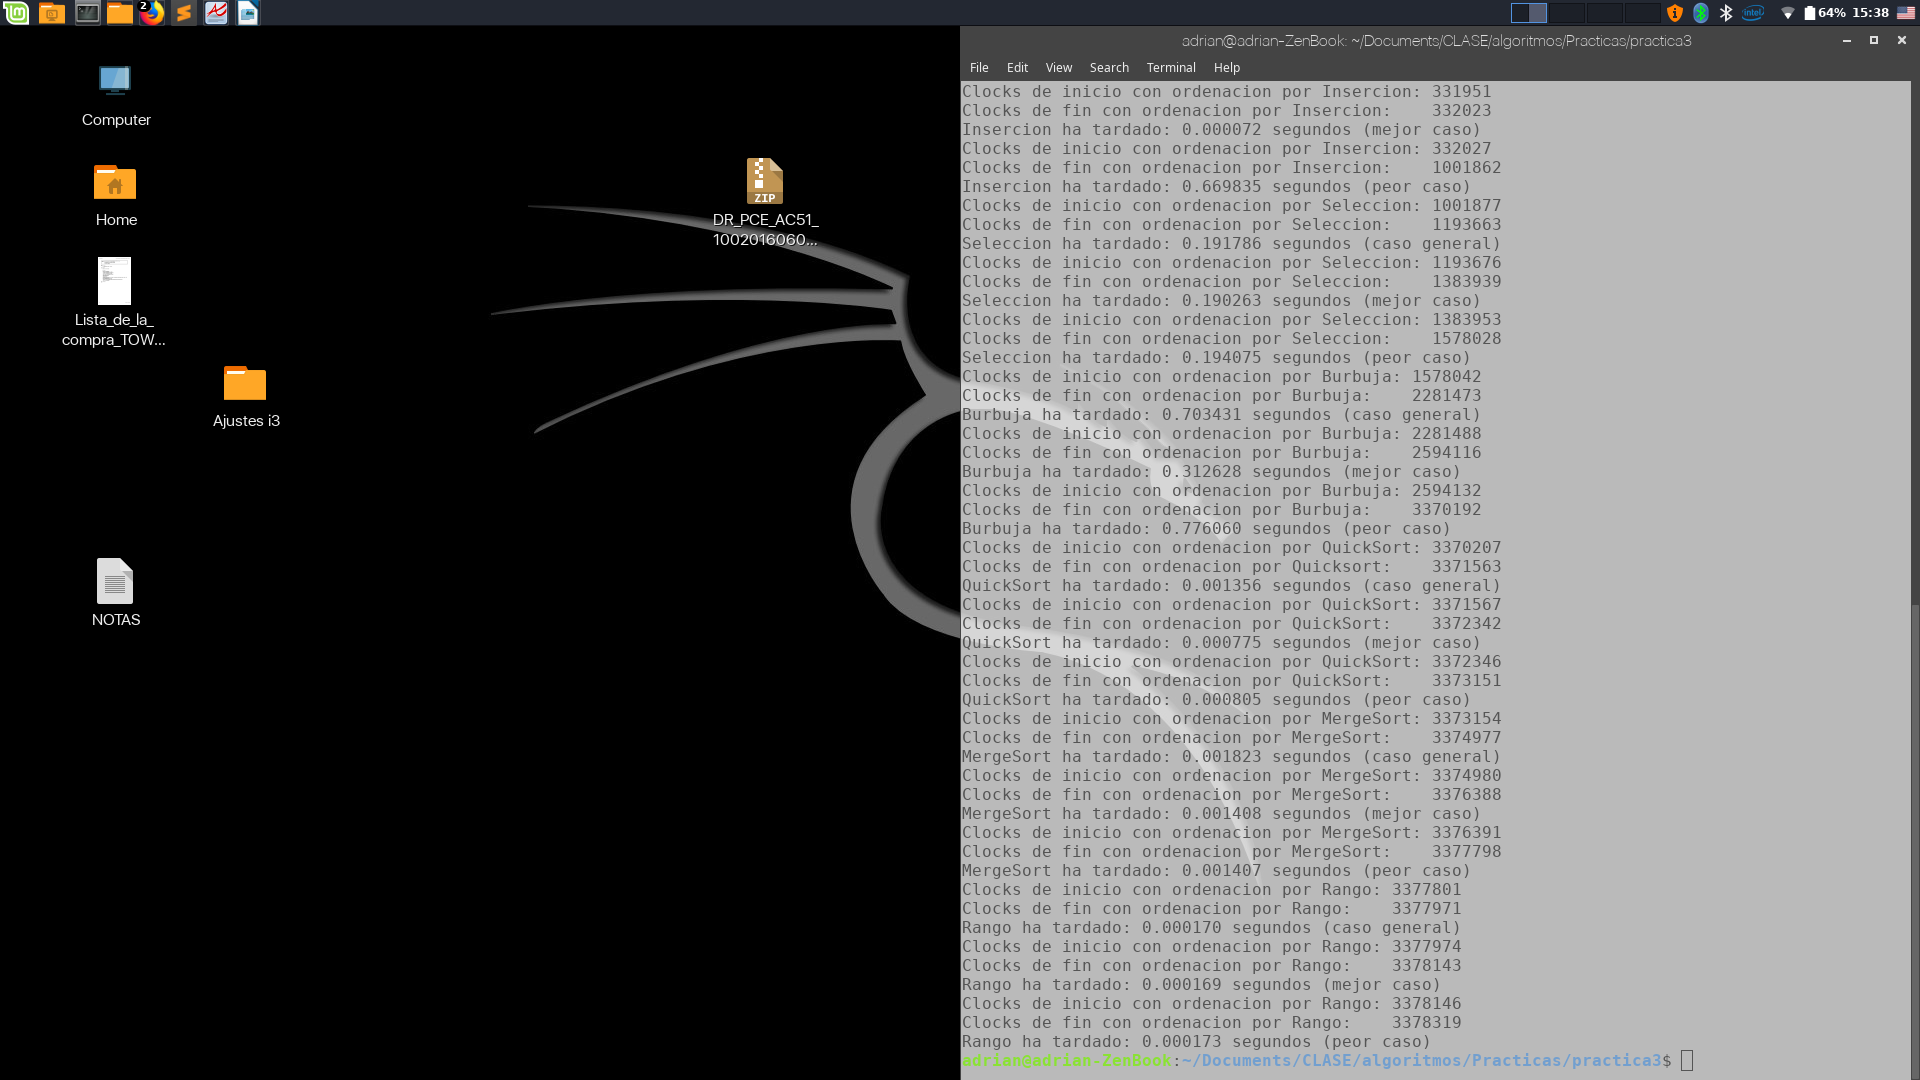 2
64% 15:38
Computer
Home
Lista_de_la_
compra_TOW...
Ajustes i3
NOTAS
ZIP
DR_PCE_AC51_
1002016060...
adrian@adrian-ZenBook: ~/Documents/CLASE/algoritmos/Practicas/practica3
File Edit View Search Terminal Help
Clocks de inicio con ordenacion por Insercion: 331951
Clocks de fin con ordenacion por Insercion:    332023
Insercion ha tardado: 0.000072 segundos (mejor caso)
Clocks de inicio con ordenacion por Insercion: 332027
Clocks de fin con ordenacion por Insercion:    1001862
Insercion ha tardado: 0.669835 segundos (peor caso)
Clocks de inicio con ordenacion por Seleccion: 1001877
Clocks de fin con ordenacion por Seleccion:    1193663
Seleccion ha tardado: 0.191786 segundos (caso general)
Clocks de inicio con ordenacion por Seleccion: 1193676
Clocks de fin con ordenacion por Seleccion:    1383939
Seleccion ha tardado: 0.190263 segundos (mejor caso)
Clocks de inicio con ordenacion por Seleccion: 1383953
Clocks de fin con ordenacion por Seleccion:    1578028
Seleccion ha tardado: 0.194075 segundos (peor caso)
Clocks de inicio con ordenacion por Burbuja: 1578042
Clocks de fin con ordenacion por Burbuja:    2281473
Burbuja ha tardado: 0.703431 segundos (caso general)
Clocks de inicio con ordenacion por Burbuja: 2281488
Clocks de fin con ordenacion por Burbuja:    2594116
Burbuja ha tardado: 0.312628 segundos (mejor caso)
Clocks de inicio con ordenacion por Burbuja: 2594132
Clocks de fin con ordenacion por Burbuja:    3370192
Burbuja ha tardado: 0.776060 segundos (peor caso)
Clocks de inicio con ordenacion por QuickSort: 3370207
Clocks de fin con ordenacion por Quicksort:    3371563
QuickSort ha tardado: 0.001356 segundos (caso general)
Clocks de inicio con ordenacion por QuickSort: 3371567
Clocks de fin con ordenacion por QuickSort:    3372342
QuickSort ha tardado: 0.000775 segundos (mejor caso)
Clocks de inicio con ordenacion por QuickSort: 3372346
Clocks de fin con ordenacion por QuickSort:    3373151
QuickSort ha tardado: 0.000805 segundos (peor caso)
Clocks de inicio con ordenacion por MergeSort: 3373154
Clocks de fin con ordenacion por MergeSort:    3374977
MergeSort ha tardado: 0.001823 segundos (caso general)
Clocks de inicio con ordenacion por MergeSort: 3374980
Clocks de fin con ordenacion por MergeSort:    3376388
MergeSort ha tardado: 0.001408 segundos (mejor caso)
Clocks de inicio con ordenacion por MergeSort: 3376391
Clocks de fin con ordenacion por MergeSort:    3377798
MergeSort ha tardado: 0.001407 segundos (peor caso)
Clocks de inicio con ordenacion por Rango: 3377801
Clocks de fin con ordenacion por Rango:    3377971
Rango ha tardado: 0.000170 segundos (caso general)
Clocks de inicio con ordenacion por Rango: 3377974
Clocks de fin con ordenacion por Rango:    3378143
Rango ha tardado: 0.000169 segundos (mejor caso)
Clocks de inicio con ordenacion por Rango: 3378146
Clocks de fin con ordenacion por Rango:    3378319
Rango ha tardado: 0.000173 segundos (peor caso)
adrian@adrian-ZenBook:~/Documents/CLASE/algoritmos/Practicas/practica3$